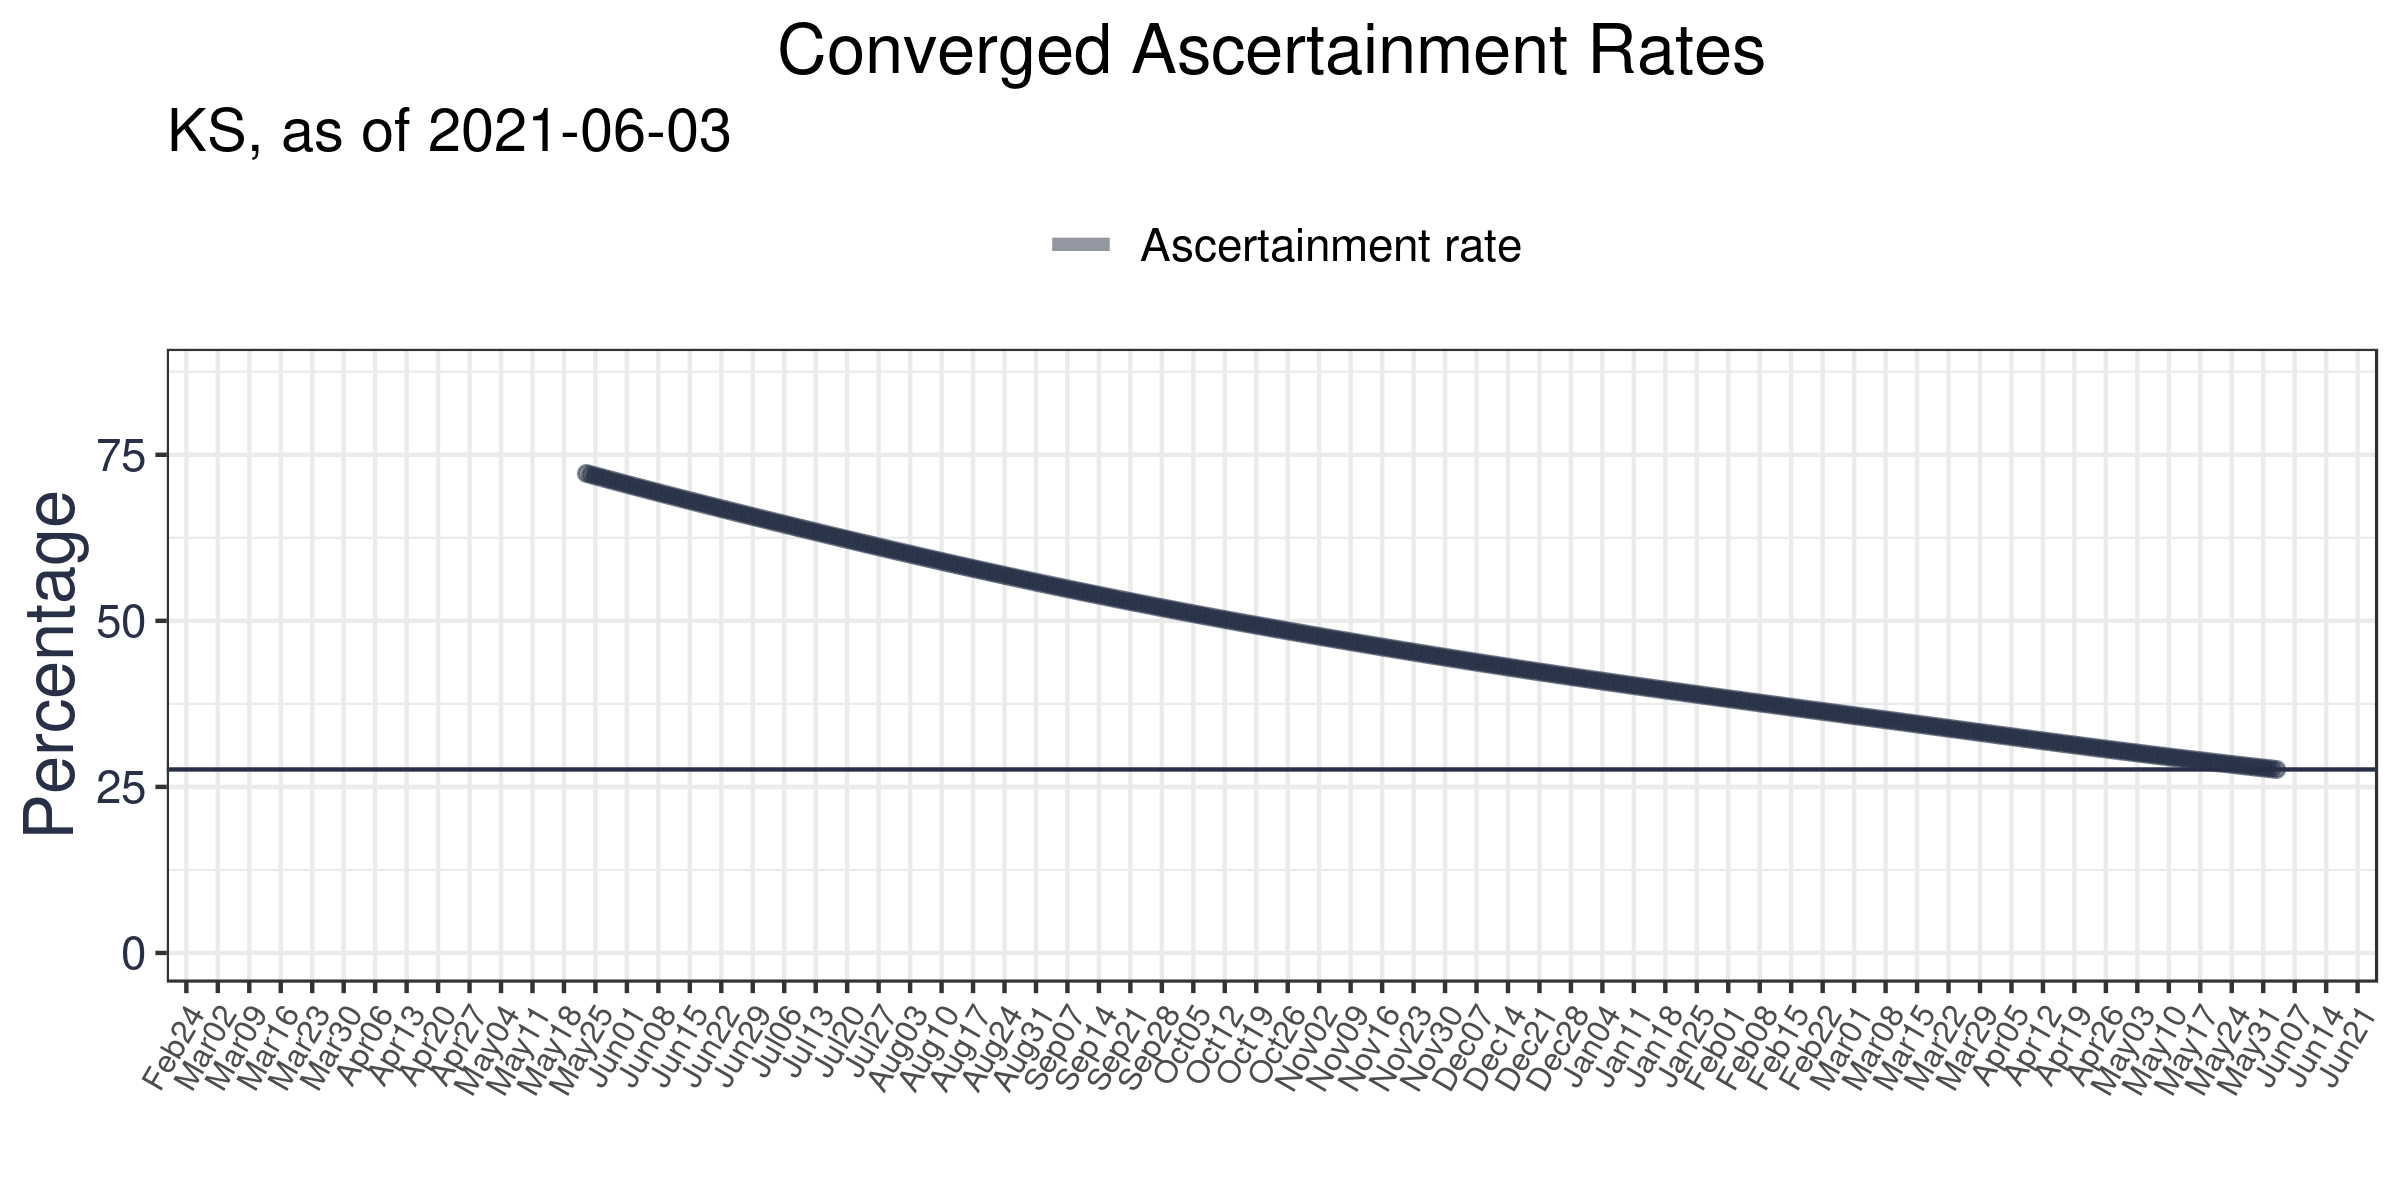 Converged Ascertainment Rates
KS, as of 2021-06-03
Ascertainment rate
Percentage
75
50
25
0
Feb24
Mar02
Mar09
Mar16
Mar23
Mar30
Apr06
Apr13
Apr20
Apr27
May04
May11
May18
May25
Jun01
Jun08
Jun15
Jun22
Jun29
Jul06
Jul13
Jul20
Jul27
Aug03
Aug10
Aug17
Aug24
Aug31
Sep07
Sep14
Sep21
Sep28
Oct05
Oct12
Oct19
Oct26
Nov02
Nov09
Nov16
Nov23
Nov30
Dec07
Dec14
Dec21
Dec28
Jan04
Jan11
Jan18
Jan25
Feb01
Feb08
Feb15
Feb22
Mar01
Mar08
Mar15
Mar22
Mar29
Apr05
Apr12
Apr19
Apr26
May03
May10
May17
May24
May31
Jun07
Jun14
Jun21